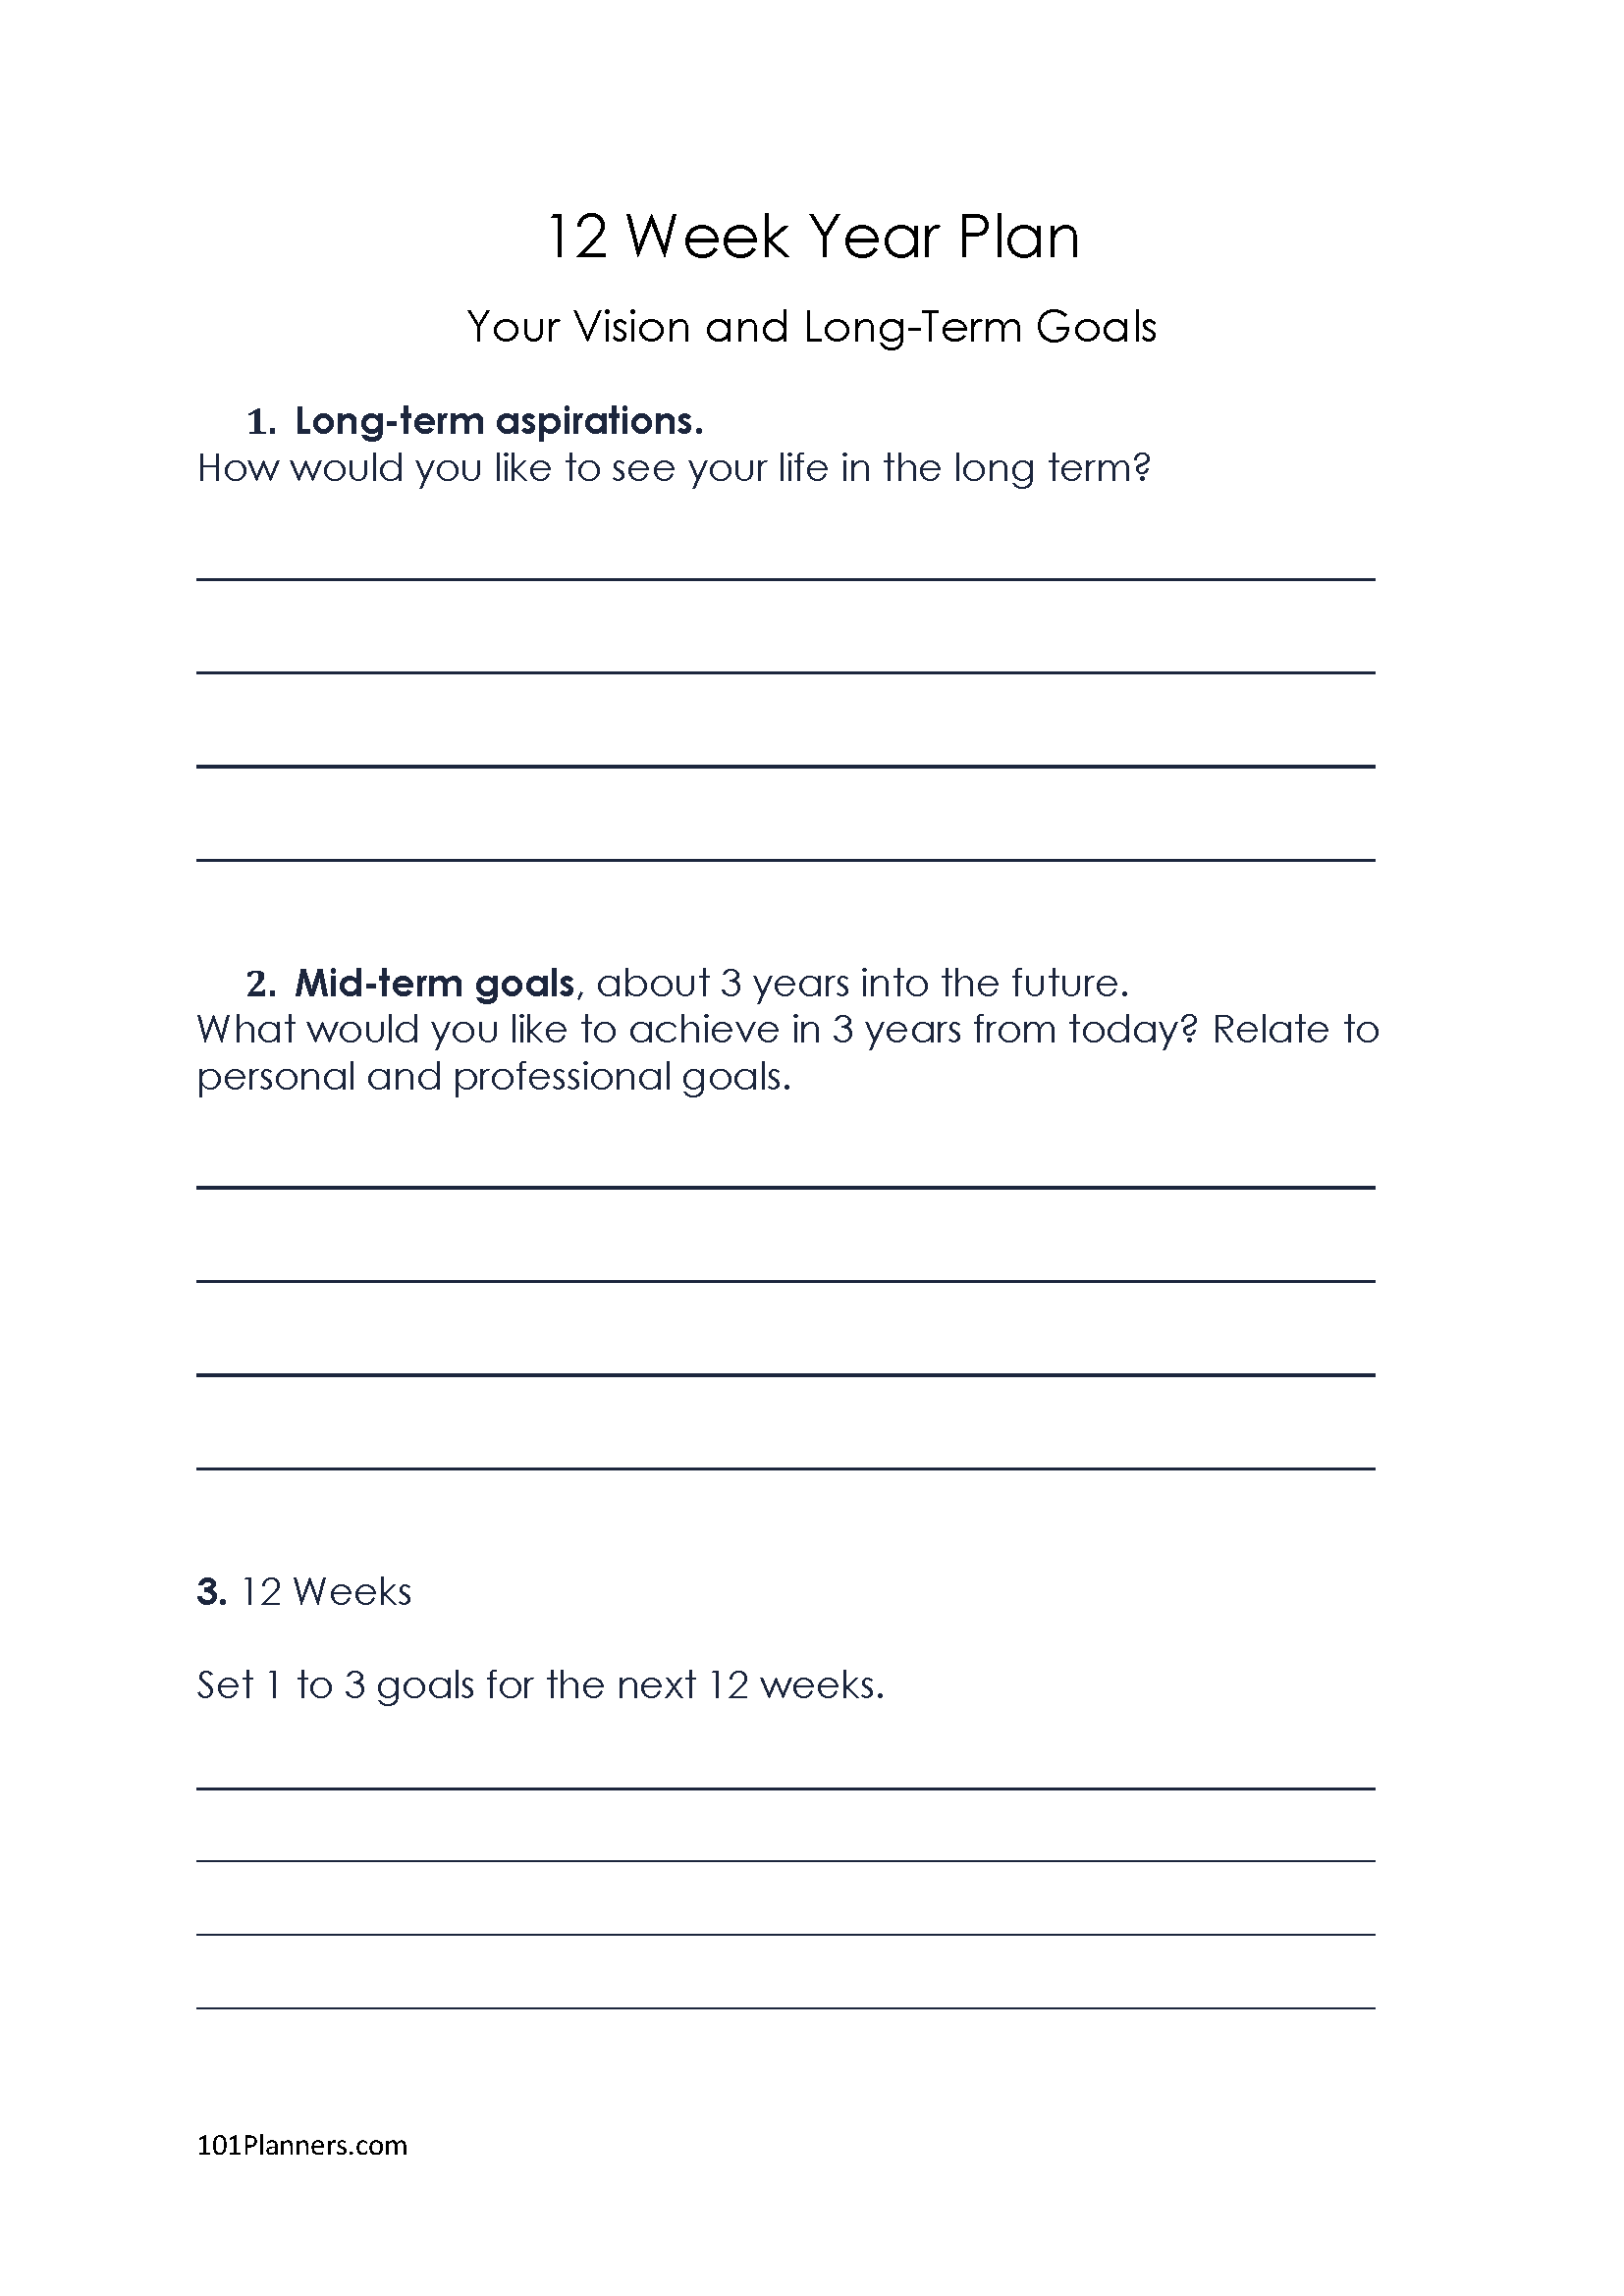 12 Week Year Plan
Your Vision and Long-Term Goals
1. Long-term aspirations.
How would you like to see your life in the long term?
2. Mid-term goals, about 3 years into the future.
What would you like to achieve in 3 years from today? Relate to
personal and professional goals.
3. 12 Weeks
Set 1 to 3 goals for the next 12 weeks.
101Planners.com